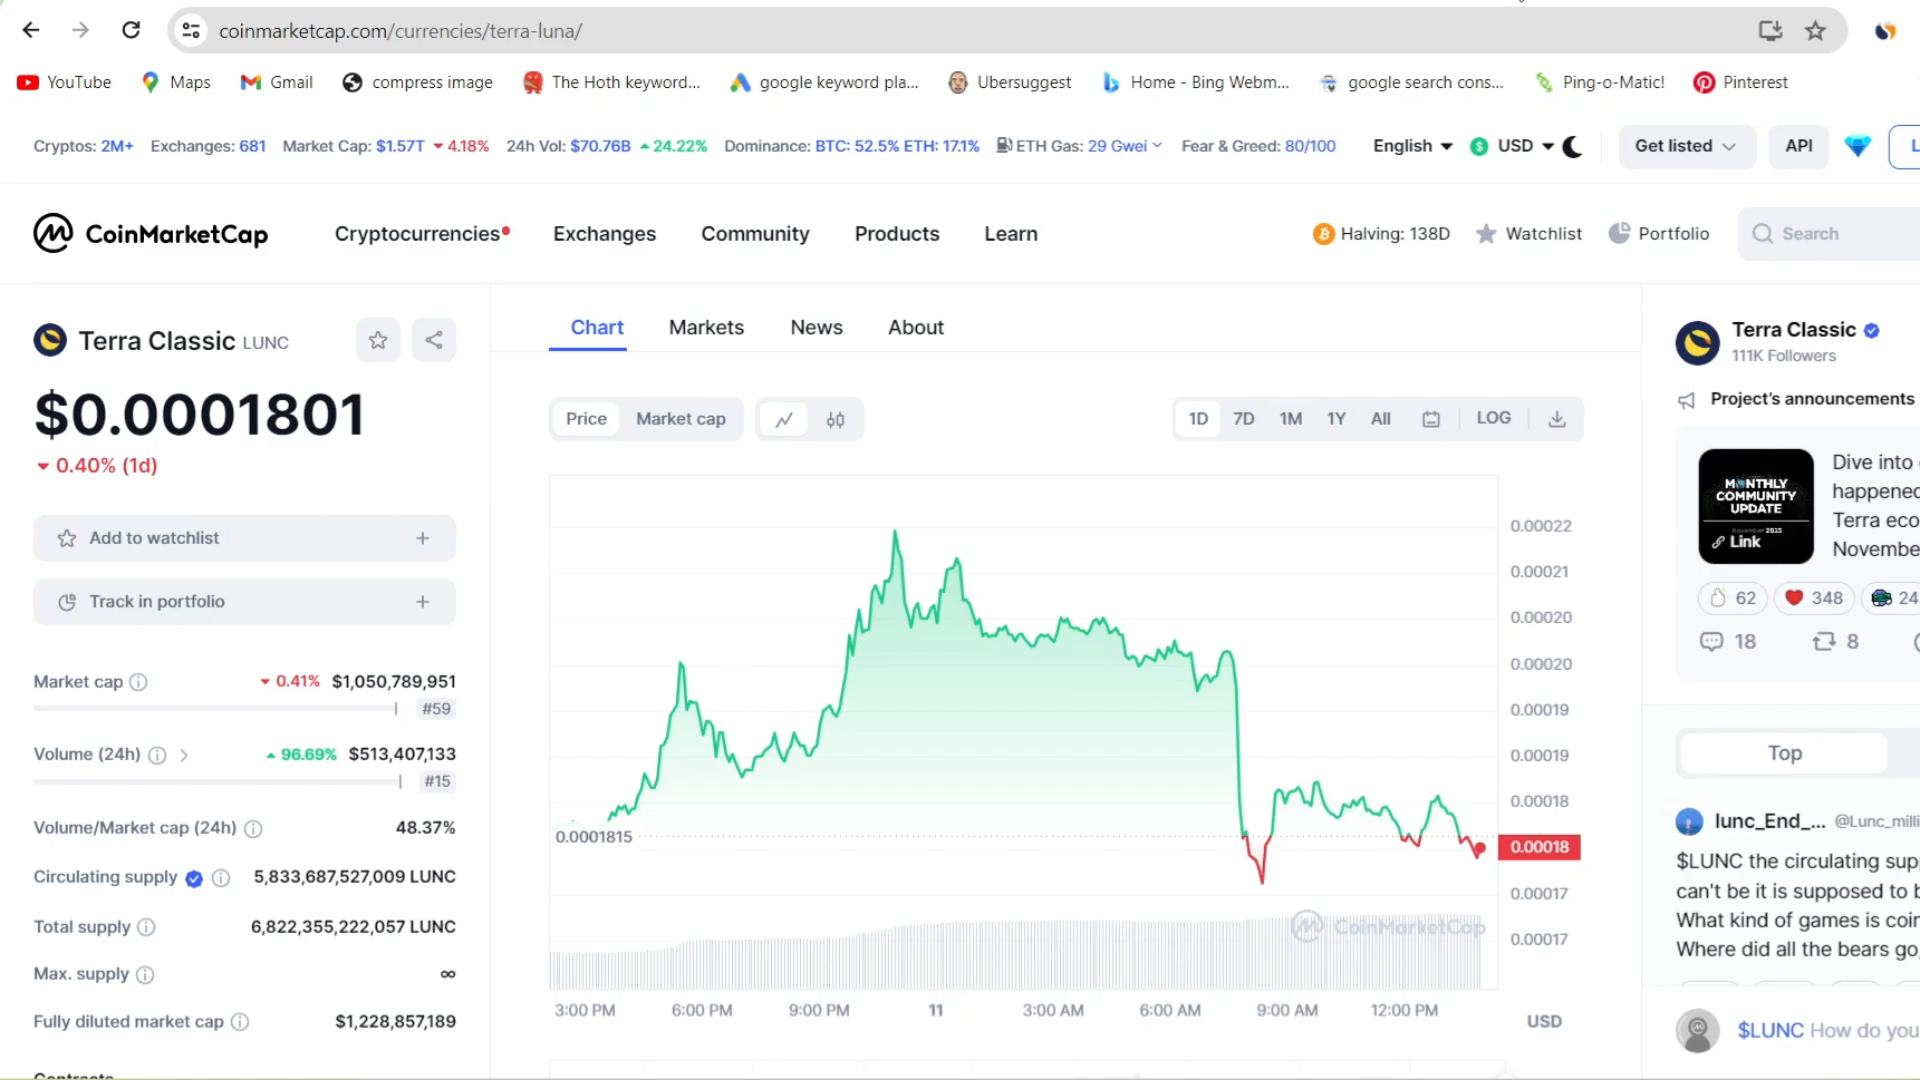 coinmarketcap.com/currencies/terra-luna/
YouTube Maps Gmail compress image The Hoth keyword... google keyword pla... Ubersuggest Home - Bing Webm... google search cons... Ping-o-Matic! Pinterest
Cryptos: 2M+ Exchanges: 681 Market Cap: $1.57T 4.18% 24h Vol: $70.76B 24.22% Dominance: BTC: 52.5% ETH: 17.1% ETH Gas: 29 Gwei Fear & Greed: 80/100 English $ USD Get listed API L
CoinMarketCap Cryptocurrencies Exchanges Community Products Learn Halving: 138D Watchlist Portfolio Search
Terra Classic LUNC
$0.0001801
0.40% (1d)
Add to watchlist +
Track in portfolio +
Market cap 0.41% $1,050,789,951
#59
Volume (24h) 96.69% $513,407,133
#15
Volume/Market cap (24h) 48.37%
Circulating supply 5,833,687,527,009 LUNC
Total supply 6,822,355,222,057 LUNC
Max. supply ∞
Fully diluted market cap $1,228,857,189
Chart Markets News About
Price Market cap 1D 7D 1M 1Y All LOG
0.00022
0.00021
0.00020
0.00020
0.00019
0.00019
0.00018
0.0001815
0.00018
0.00017
0.00017
CoinMarketCap
3:00 PM 6:00 PM 9:00 PM 11 3:00 AM 6:00 AM 9:00 AM 12:00 PM USD
Terra Classic
111K Followers
Project's announcements
MONTHLY
COMMUNITY
UPDATE
November 2023
Link
Dive into
happened
Terra eco
Novembe
62 348 24
18 8
Top
lunc_End_... @Lunc_milli
$LUNC the circulating sup
can't be it is supposed to b
What kind of games is coin
Where did all the bears go,
$LUNC How do you